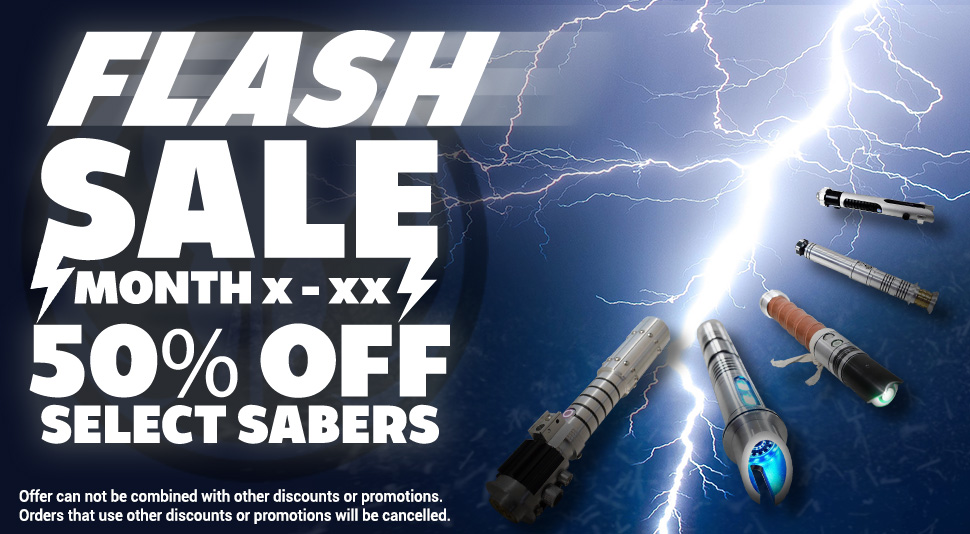 FLASH
SALE
MONTH x - xx
50% OFF
SELECT SABERS
Offer can not be combined with other discounts or promotions.
Orders that use other discounts or promotions will be cancelled.